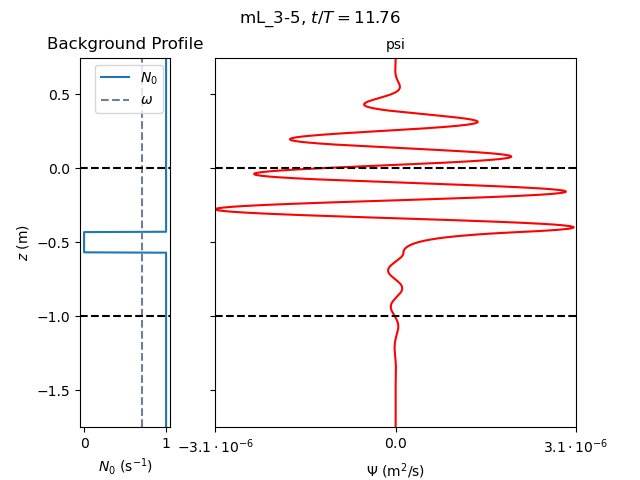 mL_3-5, t/T = 11.76
Background Profile
psi
N₀
ω
0.5
0.0
−0.5
−1.0
−1.5
z (m)
0
1
N₀ (s⁻¹)
−3.1 · 10⁻⁶
0.0
3.1 · 10⁻⁶
Ψ (m²/s)